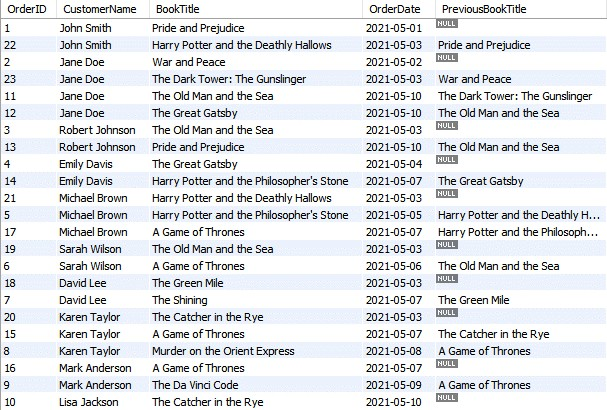 OrderID CustomerName BookTitle OrderDate PreviousBookTitle
1 John Smith Pride and Prejudice 2021-05-01 NULL
22 John Smith Harry Potter and the Deathly Hallows 2021-05-03 Pride and Prejudice
2 Jane Doe War and Peace 2021-05-02 NULL
23 Jane Doe The Dark Tower: The Gunslinger 2021-05-03 War and Peace
11 Jane Doe The Old Man and the Sea 2021-05-10 The Dark Tower: The Gunslinger
12 Jane Doe The Great Gatsby 2021-05-10 The Old Man and the Sea
3 Robert Johnson The Old Man and the Sea 2021-05-03 NULL
13 Robert Johnson Pride and Prejudice 2021-05-10 The Old Man and the Sea
4 Emily Davis The Great Gatsby 2021-05-04 NULL
14 Emily Davis Harry Potter and the Philosopher's Stone 2021-05-07 The Great Gatsby
21 Michael Brown Harry Potter and the Deathly Hallows 2021-05-03 NULL
5 Michael Brown Harry Potter and the Philosopher's Stone 2021-05-05 Harry Potter and the Deathly H...
17 Michael Brown A Game of Thrones 2021-05-07 Harry Potter and the Philosoph...
19 Sarah Wilson The Old Man and the Sea 2021-05-03 NULL
6 Sarah Wilson A Game of Thrones 2021-05-06 The Old Man and the Sea
18 David Lee The Green Mile 2021-05-03 NULL
7 David Lee The Shining 2021-05-07 The Green Mile
20 Karen Taylor The Catcher in the Rye 2021-05-03 NULL
15 Karen Taylor A Game of Thrones 2021-05-07 The Catcher in the Rye
8 Karen Taylor Murder on the Orient Express 2021-05-08 A Game of Thrones
16 Mark Anderson A Game of Thrones 2021-05-07 NULL
9 Mark Anderson The Da Vinci Code 2021-05-09 A Game of Thrones
10 Lisa Jackson The Catcher in the Rye 2021-05-10 NULL